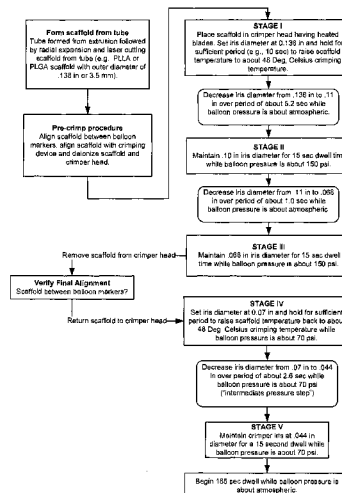 Form scaffold from tube
Tube formed from extrusion followed
by radial expansion and laser cutting
scaffold from tube (e.g. PLLA or
PLGA scaffold with outer diameter of
.138 in or 3.5 mm).
Pre-crimp procedure
Align scaffold between balloon
markers, align scaffold with crimping
device and deionize scaffold and
crimper head.
STAGE I
Place scaffold in crimper head having heated
blades. Set iris diameter at 0.136 in and hold for
sufficient period (e.g., 10 sec) to raise scaffold
temperature to about 48 Deg. Celsius crimping
temperature.
Decrease iris diameter from .136 in to .11
in over period of about 5.2 sec while
balloon pressure is about atmospheric.
STAGE II
Maintain .10 in iris diameter for 15 sec dwell time
while balloon pressure is about 150 psi.
Decrease iris diameter from .11 in to .068
in over period of about 1.0 sec while
balloon pressure is about atmospheric
STAGE III
Maintain .068 in iris diameter for 15 sec dwell
time while balloon pressure is about 150 psi.
Remove scaffold from crimper head
Verify Final Alignment
Scaffold between balloon markers?
Return scaffold to crimper head
STAGE IV
Set iris diameter at 0.07 in and hold for sufficient
period to raise scaffold temperature back to about
48 Deg. Celsius crimping temperature while
balloon pressure is about 70 psi.
Decrease iris diameter from .07 in to .044
in over period of about 2.6 sec while
balloon pressure is about 70 psi
("intermediate pressure step")
STAGE V
Maintain crimper iris at .044 in
diameter for a 15 second dwell while
balloon pressure is about 70 psi.
Begin 185 sec dwell while balloon pressure is
about atmospheric.